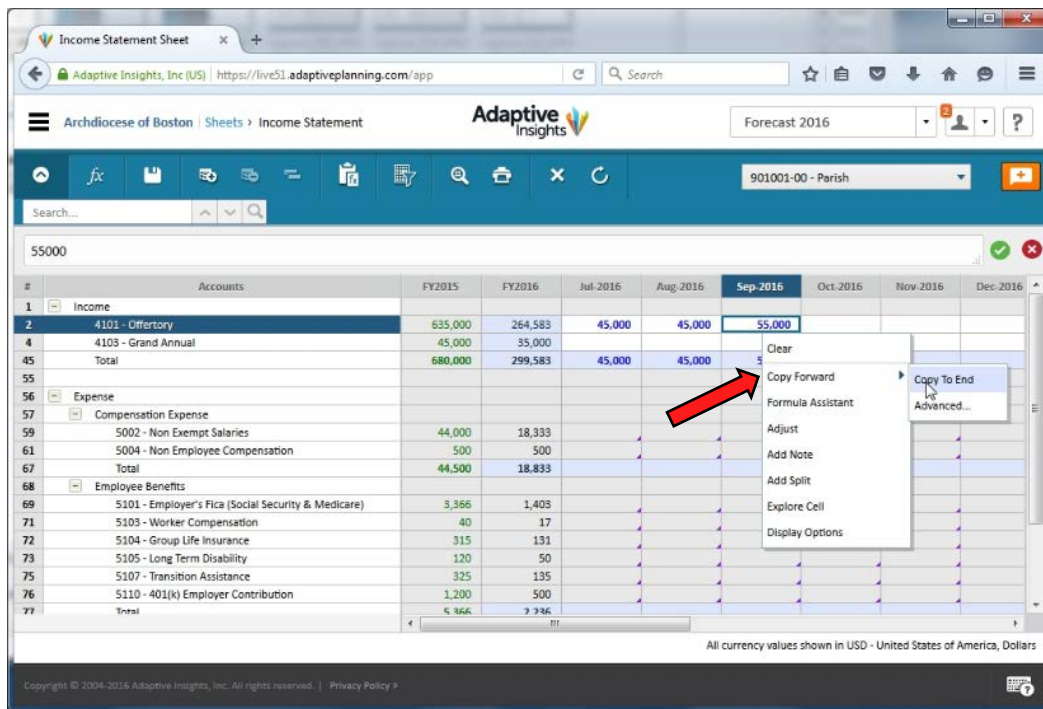 Income Statement Sheet × +
Adaptive Insights, Inc (US) https://live51.adaptiveplanning.com/app Search
Archdiocese of Boston Sheets › Income Statement Adaptive Insights Forecast 2016 2 ?
fx 901001-00 - Parish
Search...
55000
# Accounts FY2015 FY2016 Jul-2016 Aug-2016 Sep-2016 Oct-2016 Nov-2016 Dec-2016
1 Income
2 4101 - Offertory 635,000 264,583 45,000 45,000 55,000
4 4103 - Grand Annual 45,000 35,000
Clear
45 Total 680,000 299,583 45,000 45,000 5
55 Copy Forward Copy To End
56 Expense
57 Compensation Expense Formula Assistant Advanced...
59 5002 - Non Exempt Salaries 44,000 18,333 Adjust
61 5004 - Non Employee Compensation 500 500 Add Note
67 Total 44,500 18,833
68 Employee Benefits Add Split
69 5101 - Employer's Fica (Social Security & Medicare) 3,366 1,403 Explore Cell
71 5103 - Worker Compensation 40 17
72 5104 - Group Life Insurance 315 131 Display Options
73 5105 - Long Term Disability 120 50
75 5107 - Transition Assistance 325 135
76 5110 - 401(k) Employer Contribution 1,200 500
77 Total 5,366 2,236
All currency values shown in USD - United States of America, Dollars
Copyright © 2004-2016 Adaptive Insights, Inc. All rights reserved. | Privacy Policy »